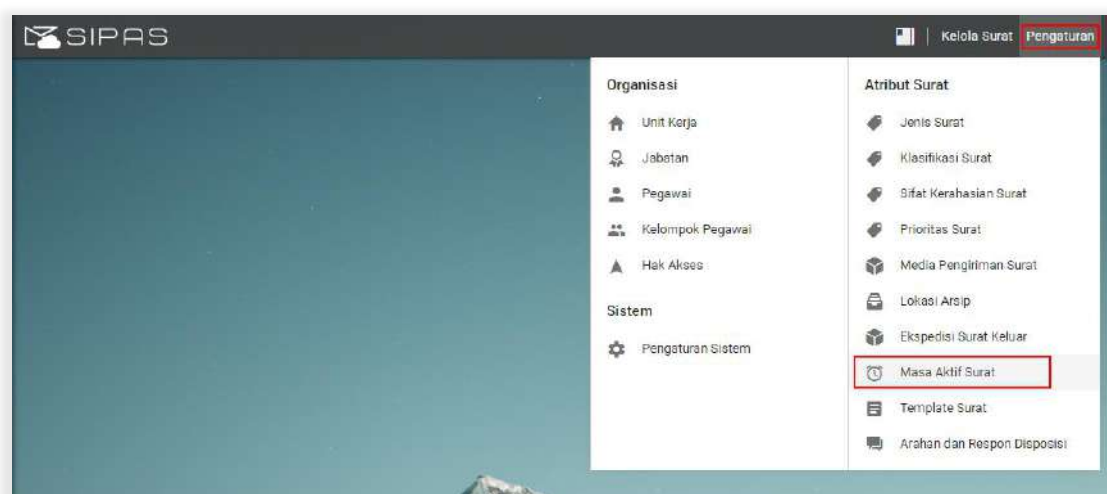 SIPAS
Kelola Surat
Pengaturan
Organisasi
Unit Kerja
Jabatan
Pegawai
Kelompok Pegawai
Hak Akses
Sistem
Pengaturan Sistem
Atribut Surat
Jenis Surat
Klasifikasi Surat
Sifat Kerahasian Surat
Prioritas Surat
Media Pengiriman Surat
Lokasi Arsip
Ekspedisi Surat Keluar
Masa Aktif Surat
Template Surat
Arahan dan Respon Disposisi